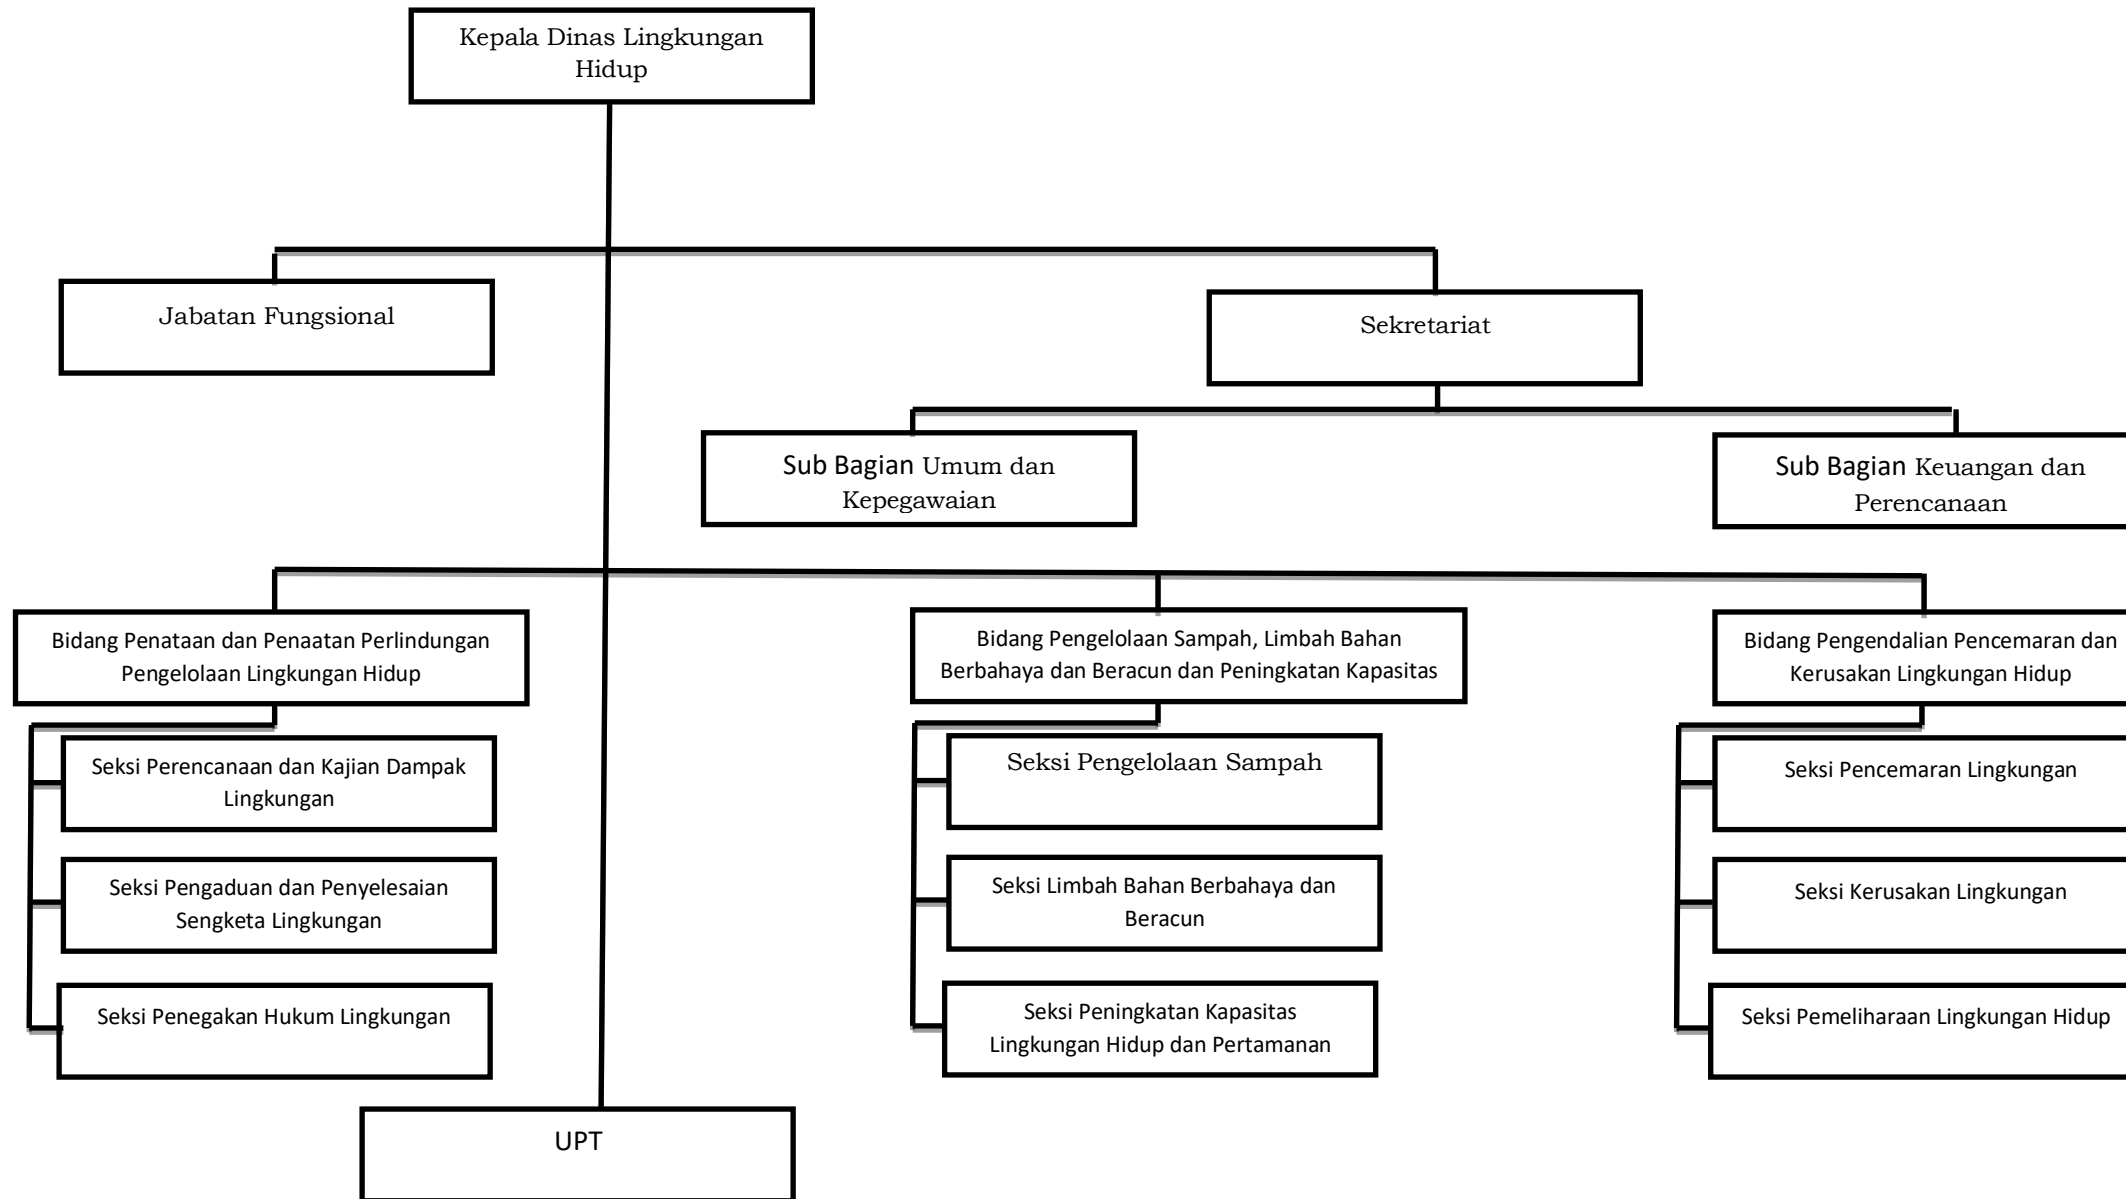 Kepala Dinas Lingkungan
Hidup
Jabatan Fungsional
Sekretariat
Sub Bagian Umum dan
Kepegawaian
Sub Bagian Keuangan dan
Perencanaan
Bidang Penataan dan Penaatan Perlindungan
Pengelolaan Lingkungan Hidup
Bidang Pengelolaan Sampah, Limbah Bahan
Berbahaya dan Beracun dan Peningkatan Kapasitas
Bidang Pengendalian Pencemaran dan
Kerusakan Lingkungan Hidup
Seksi Perencanaan dan Kajian Dampak
Lingkungan
Seksi Pengelolaan Sampah
Seksi Pencemaran Lingkungan
Seksi Pengaduan dan Penyelesaian
Sengketa Lingkungan
Seksi Limbah Bahan Berbahaya dan
Beracun
Seksi Kerusakan Lingkungan
Seksi Penegakan Hukum Lingkungan
Seksi Peningkatan Kapasitas
Lingkungan Hidup dan Pertamanan
Seksi Pemeliharaan Lingkungan Hidup
UPT